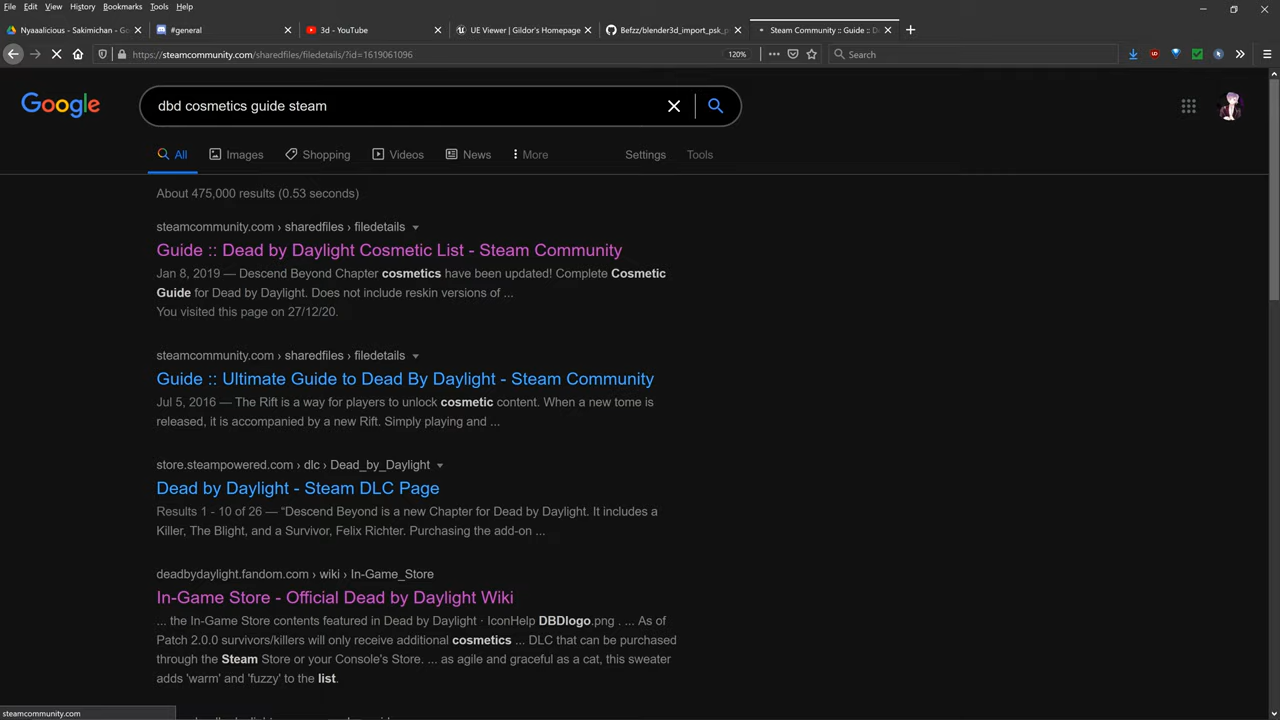 File Edit View History Bookmarks Tools Help
Nyaaalicious - Sakimichan - Go
#general
3d - YouTube
UE Viewer | Gildor's Homepage
Befzz/blender3d_import_psk_p
Steam Community :: Guide :: De
https://steamcommunity.com/sharedfiles/filedetails/?id=1619061096
120%
Search
Google
dbd cosmetics guide steam
All Images Shopping Videos News More Settings Tools
About 475,000 results (0.53 seconds)
steamcommunity.com › sharedfiles › filedetails
Guide :: Dead by Daylight Cosmetic List - Steam Community
Jan 8, 2019 — Descend Beyond Chapter cosmetics have been updated! Complete Cosmetic
Guide for Dead by Daylight. Does not include reskin versions of ...
You visited this page on 27/12/20.
steamcommunity.com › sharedfiles › filedetails
Guide :: Ultimate Guide to Dead By Daylight - Steam Community
Jul 5, 2016 — The Rift is a way for players to unlock cosmetic content. When a new tome is
released, it is accompanied by a new Rift. Simply playing and ...
store.steampowered.com › dlc › Dead_by_Daylight
Dead by Daylight - Steam DLC Page
Results 1 - 10 of 26 — “Descend Beyond is a new Chapter for Dead by Daylight. It includes a
Killer, The Blight, and a Survivor, Felix Richter. Purchasing the add-on ...
deadbydaylight.fandom.com › wiki › In-Game_Store
In-Game Store - Official Dead by Daylight Wiki
... the In-Game Store contents featured in Dead by Daylight · IconHelp DBDlogo.png . ... As of
Patch 2.0.0 survivors/killers will only receive additional cosmetics ... DLC that can be purchased
through the Steam Store or your Console's Store. ... as agile and graceful as a cat, this sweater
adds 'warm' and 'fuzzy' to the list.
steamcommunity.com